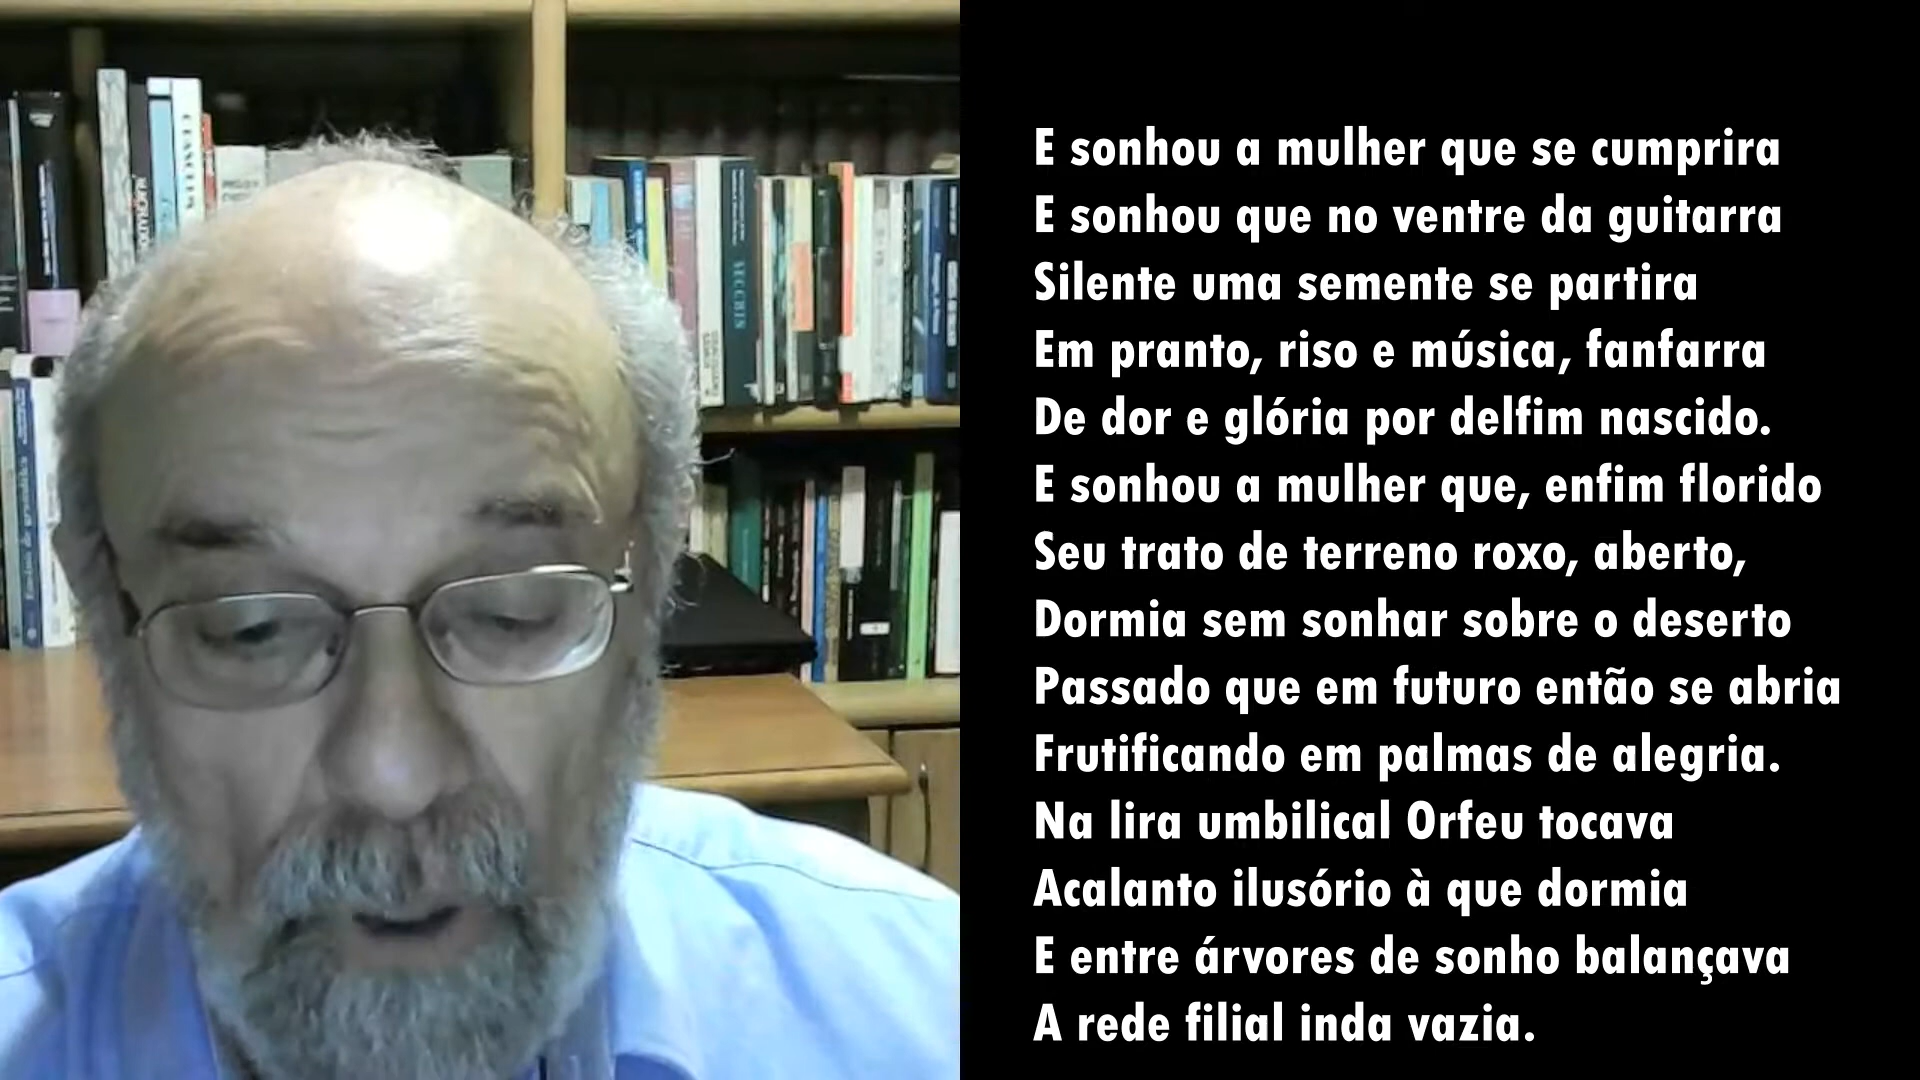 E sonhou a mulher que se cumprira
E sonhou que no ventre da guitarra
Silente uma semente se partira
Em pranto, riso e música, fanfarra
De dor e glória por delfim nascido.
E sonhou a mulher que, enfim florido
Seu trato de terreno roxo, aberto,
Dormia sem sonhar sobre o deserto
Passado que em futuro então se abria
Frutificando em palmas de alegria.
Na lira umbilical Orfeu tocava
Acalanto ilusório à que dormia
E entre árvores de sonho balançava
A rede filial inda vazia.